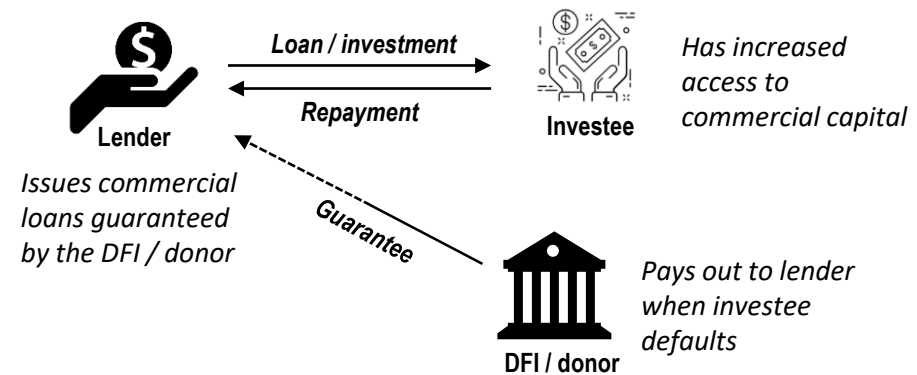 $
Loan / investment
Repayment
Lender
$
$
Investee
Has increased
access to
commercial capital
Issues commercial
loans guaranteed
by the DFI / donor
Guarantee
DFI / donor
Pays out to lender
when investee
defaults